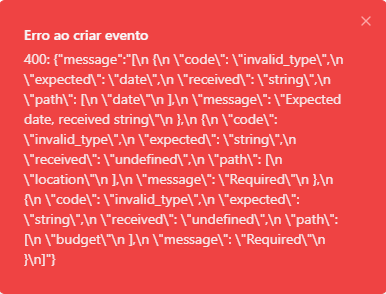 Erro ao criar evento
400: {"message":"[\n {\n \"code\": \"invalid_type\",\n
\"expected\": \"date\",\n \"received\": \"string\",\n
\"path\": [\n \"date\"\n ],\n \"message\": \"Expected
date, received string\"\n },\n {\n \"code\":
\"invalid_type\",\n \"expected\": \"string\",\n
\"received\": \"undefined\",\n \"path\": [\n
\"location\"\n ],\n \"message\": \"Required\"\n },\n
{\n \"code\": \"invalid_type\",\n \"expected\":
\"string\",\n \"received\": \"undefined\",\n \"path\":
[\n \"budget\"\n ],\n \"message\": \"Required\"\n
}\n]"}